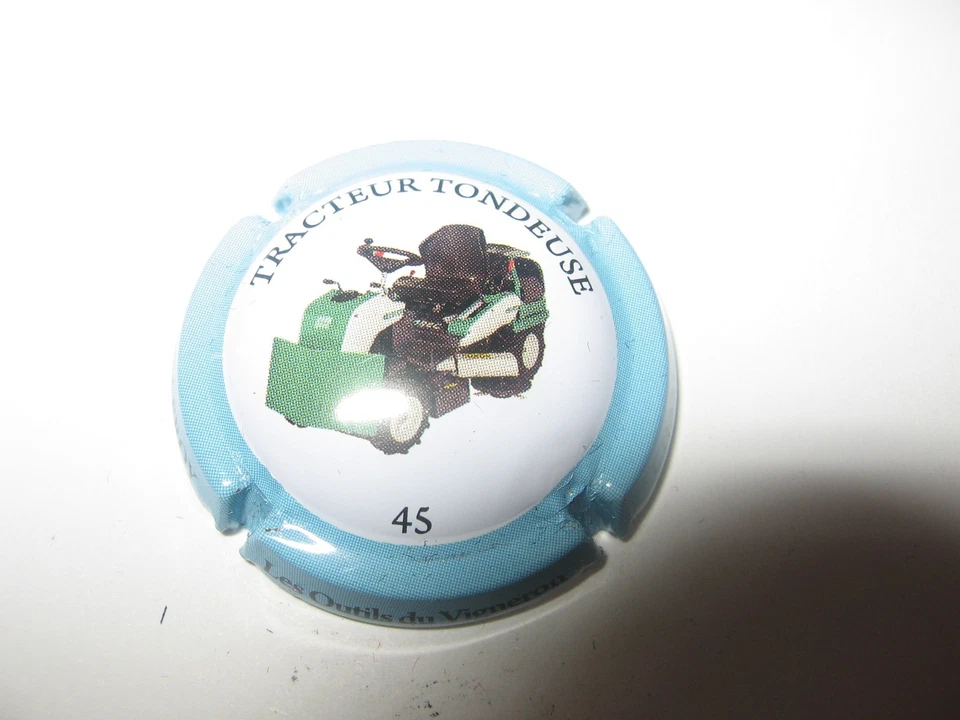 TRACTEUR TONDEUSE
45
Les Outils du Vigneron